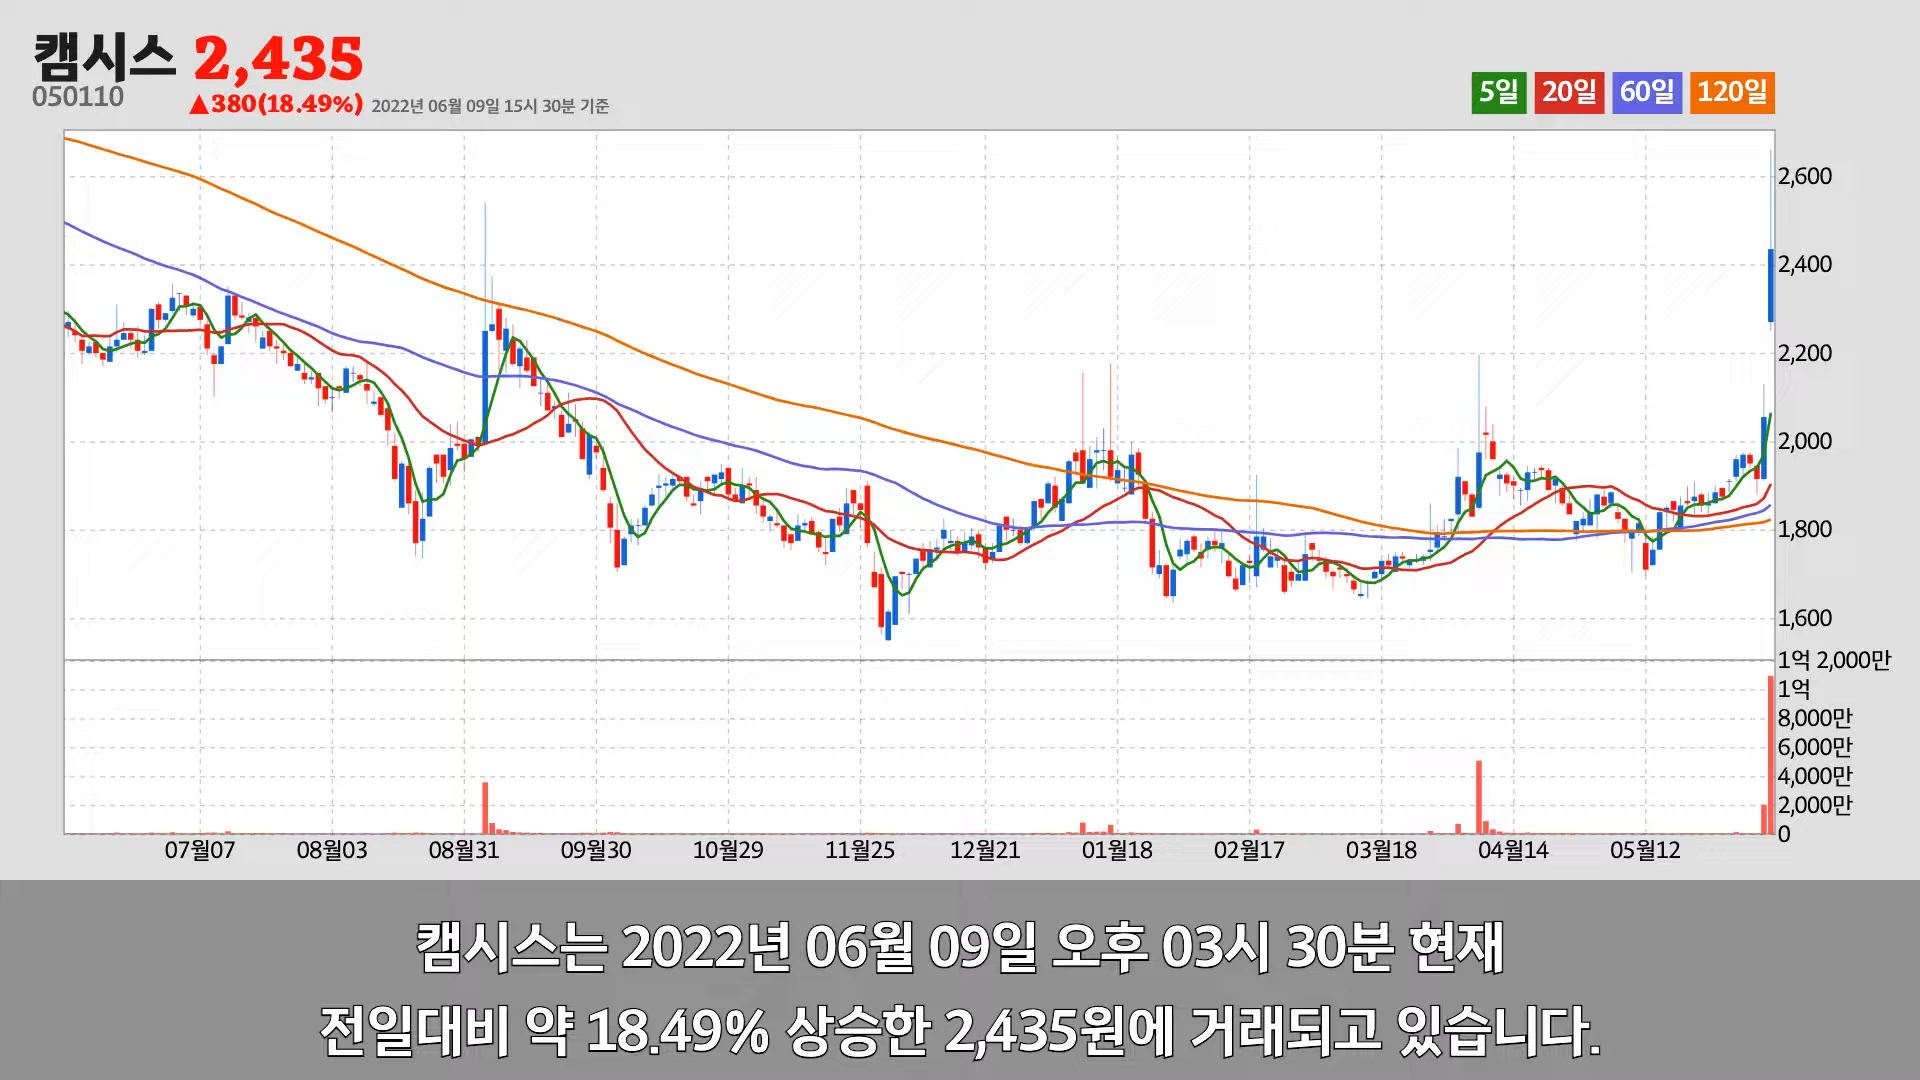 캠시스 2,435
050110
▲380(18.49%) 2022년 06월 09일 15시 30분 기준
5일 20일 60일 120일
2,600
2,400
2,200
2,000
1,800
1,600
1억 2,000만
1억
8,000만
6,000만
4,000만
2,000만
0
07월07 08월03 08월31 09월30 10월29 11월25 12월21 01월18 02월17 03월18 04월14 05월12
캠시스는 2022년 06월 09일 오후 03시 30분 현재
전일대비 약 18.49% 상승한 2,435원에 거래되고 있습니다.